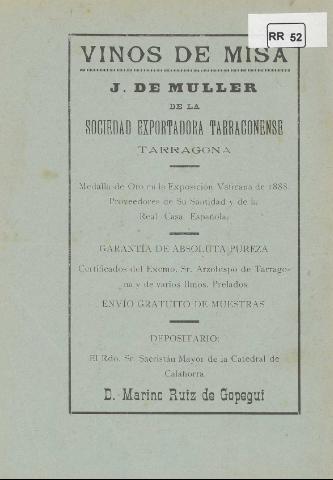 RR 52
VINOS DE MISA
J. DE MULLER
DE LA
SOCIEDAD EXPORTADORA TARRAGONENSE
TARRAGONA
Medalla de Oro en la Exposición Vaticana de 1888.
Proveedores de Su Santidad y de la
Real Casa Española.
GARANTÍA DE ABSOLUTA PUREZA
Certificados del Excmo. Sr. Arzobispo de Tarrago-
na y de varios Ilmos. Prelados.
ENVÍO GRATUITO DE MUESTRAS
DEPOSITARIO:
El Rdo. Sr. Sacristán Mayor de la Catedral de
Calahorra.
D. Marino Ruiz de Gopegui